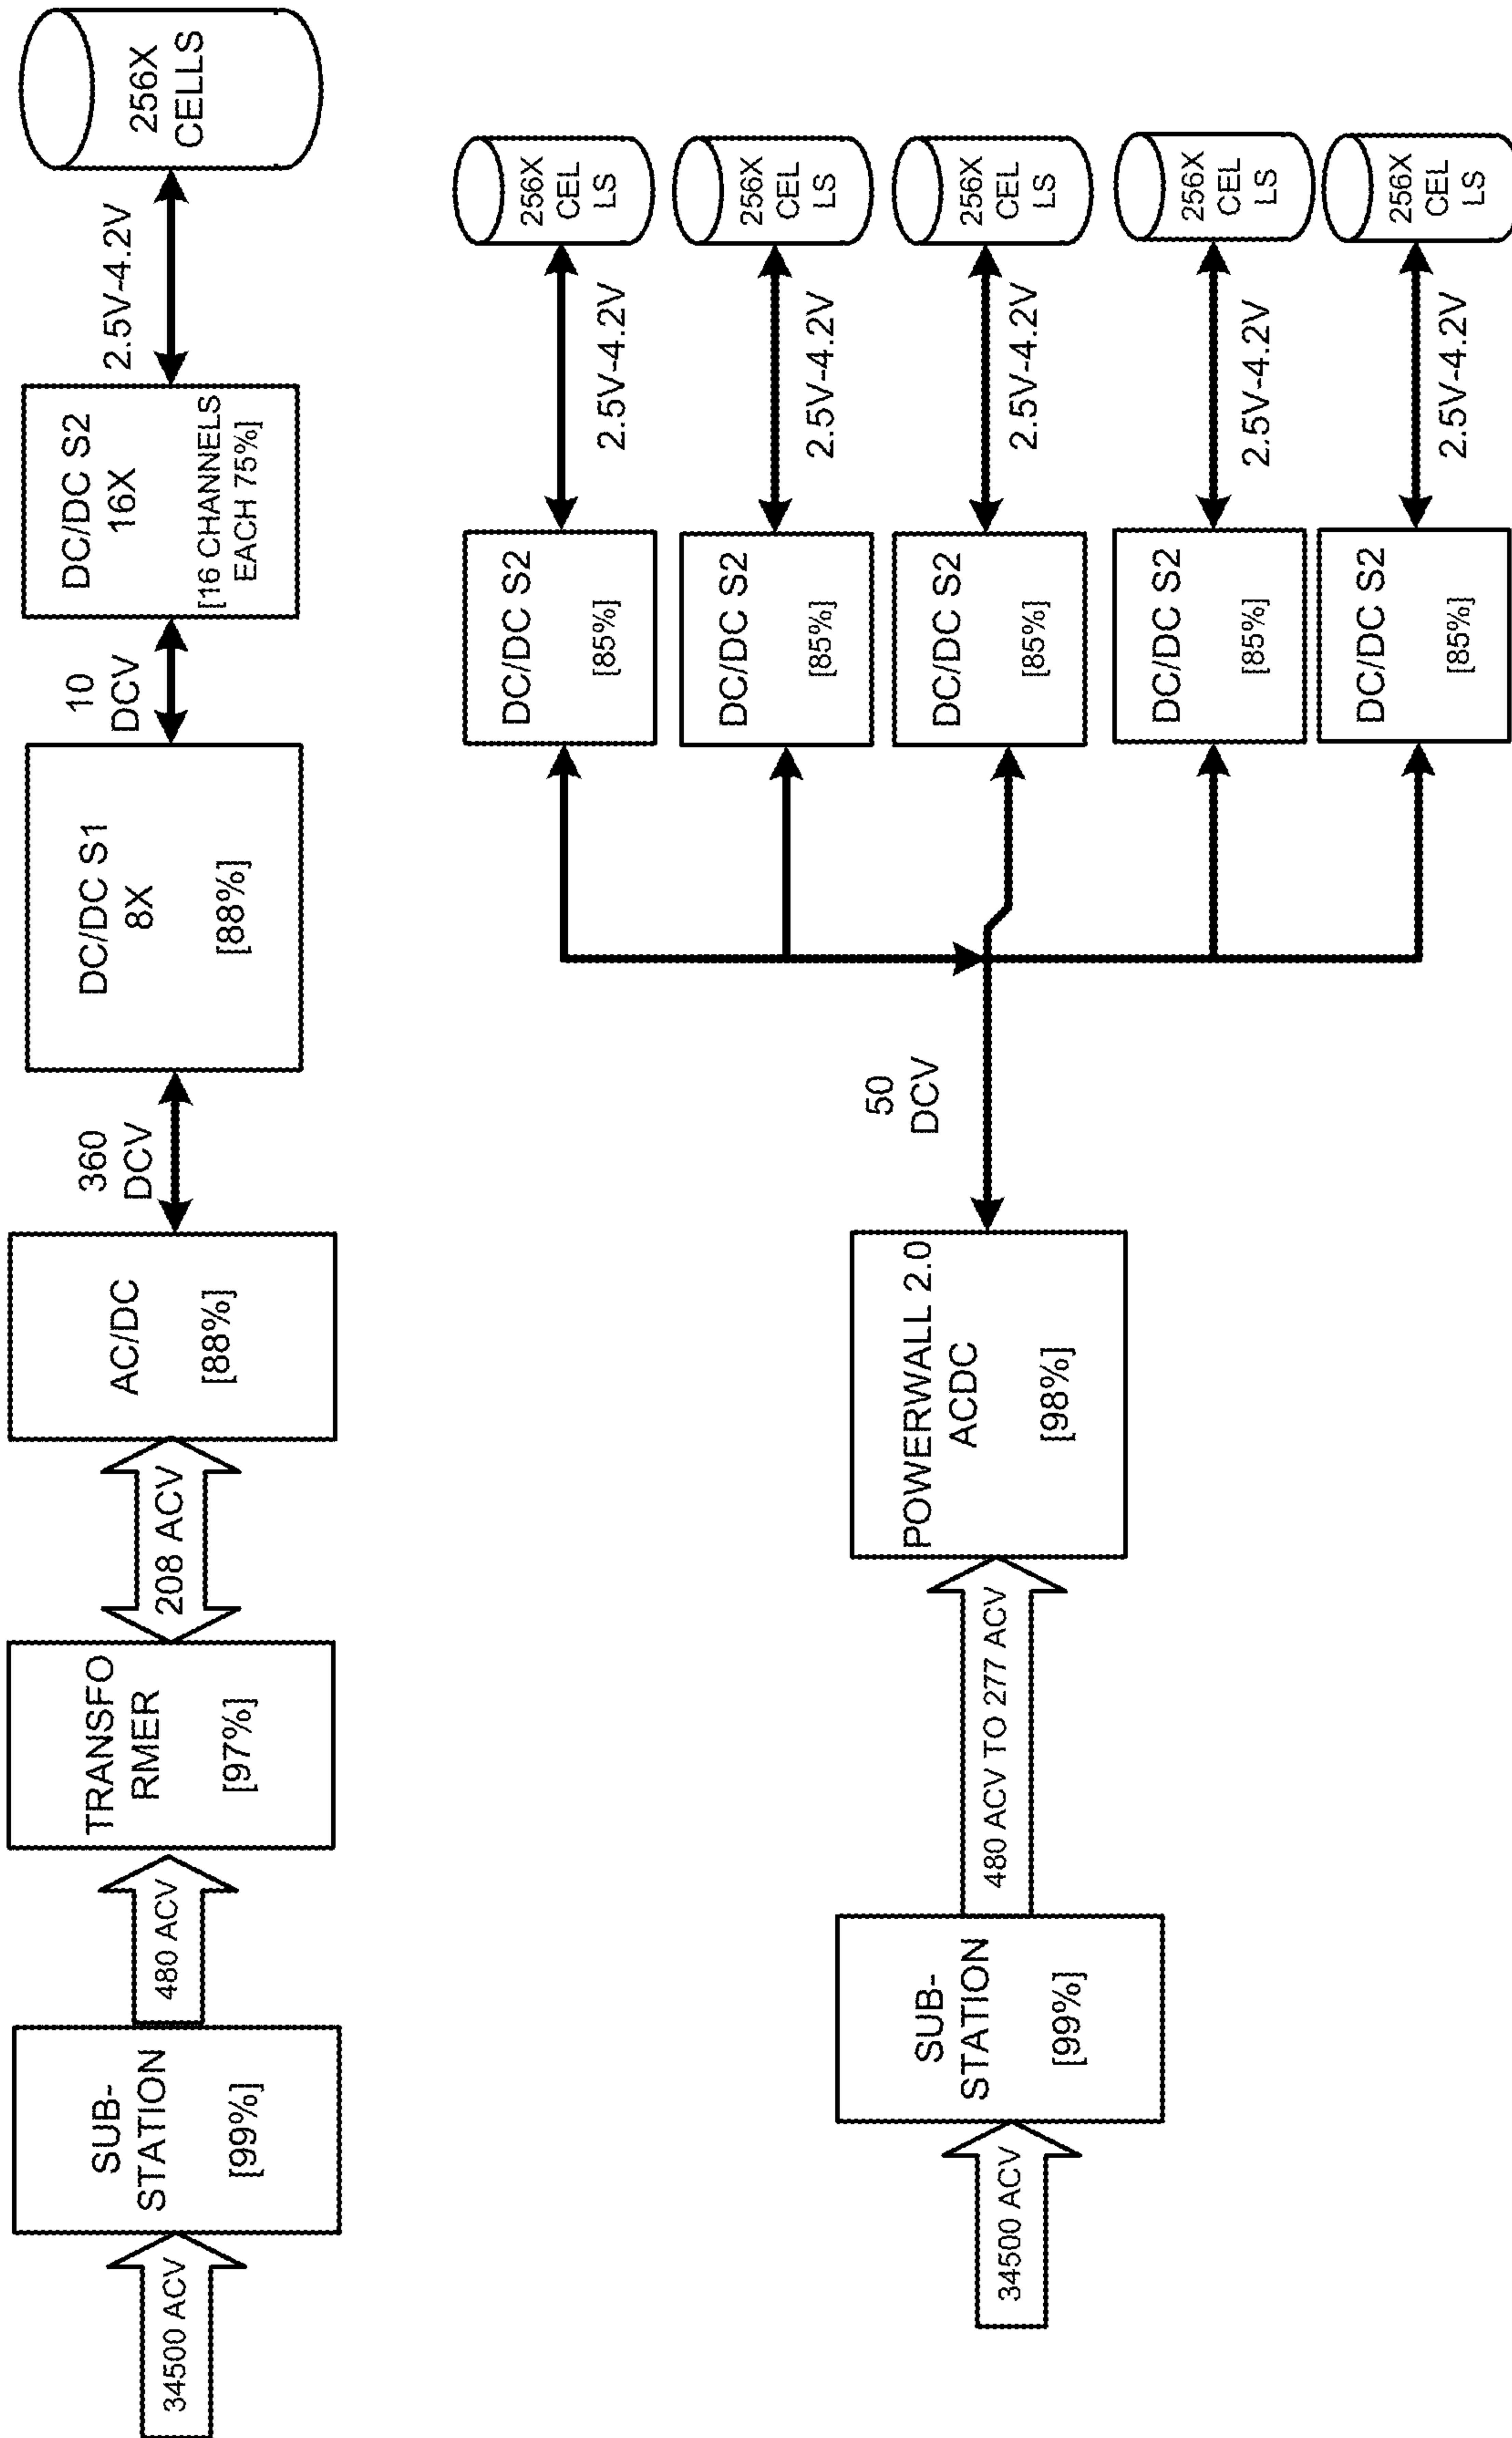 34500 ACV
SUB-
STATION
[99%]
480 ACV
TRANSFO
RMER
[97%]
208 ACV
AC/DC
[88%]
360
DCV
DC/DC S1
8X
[88%]
10
DCV
DC/DC S2
16X
[16 CHANNELS
EACH 75%]
2.5V-4.2V
256X
CELLS
34500 ACV
SUB-
STATION
[99%]
480 ACV TO 277 ACV
POWERWALL 2.0
ACDC
[98%]
50
DCV
DC/DC S2
[85%]
2.5V-4.2V
256X
CEL
LS
DC/DC S2
[85%]
2.5V-4.2V
256X
CEL
LS
DC/DC S2
[85%]
2.5V-4.2V
256X
CEL
LS
DC/DC S2
[85%]
2.5V-4.2V
256X
CEL
LS
DC/DC S2
[85%]
2.5V-4.2V
256X
CEL
LS